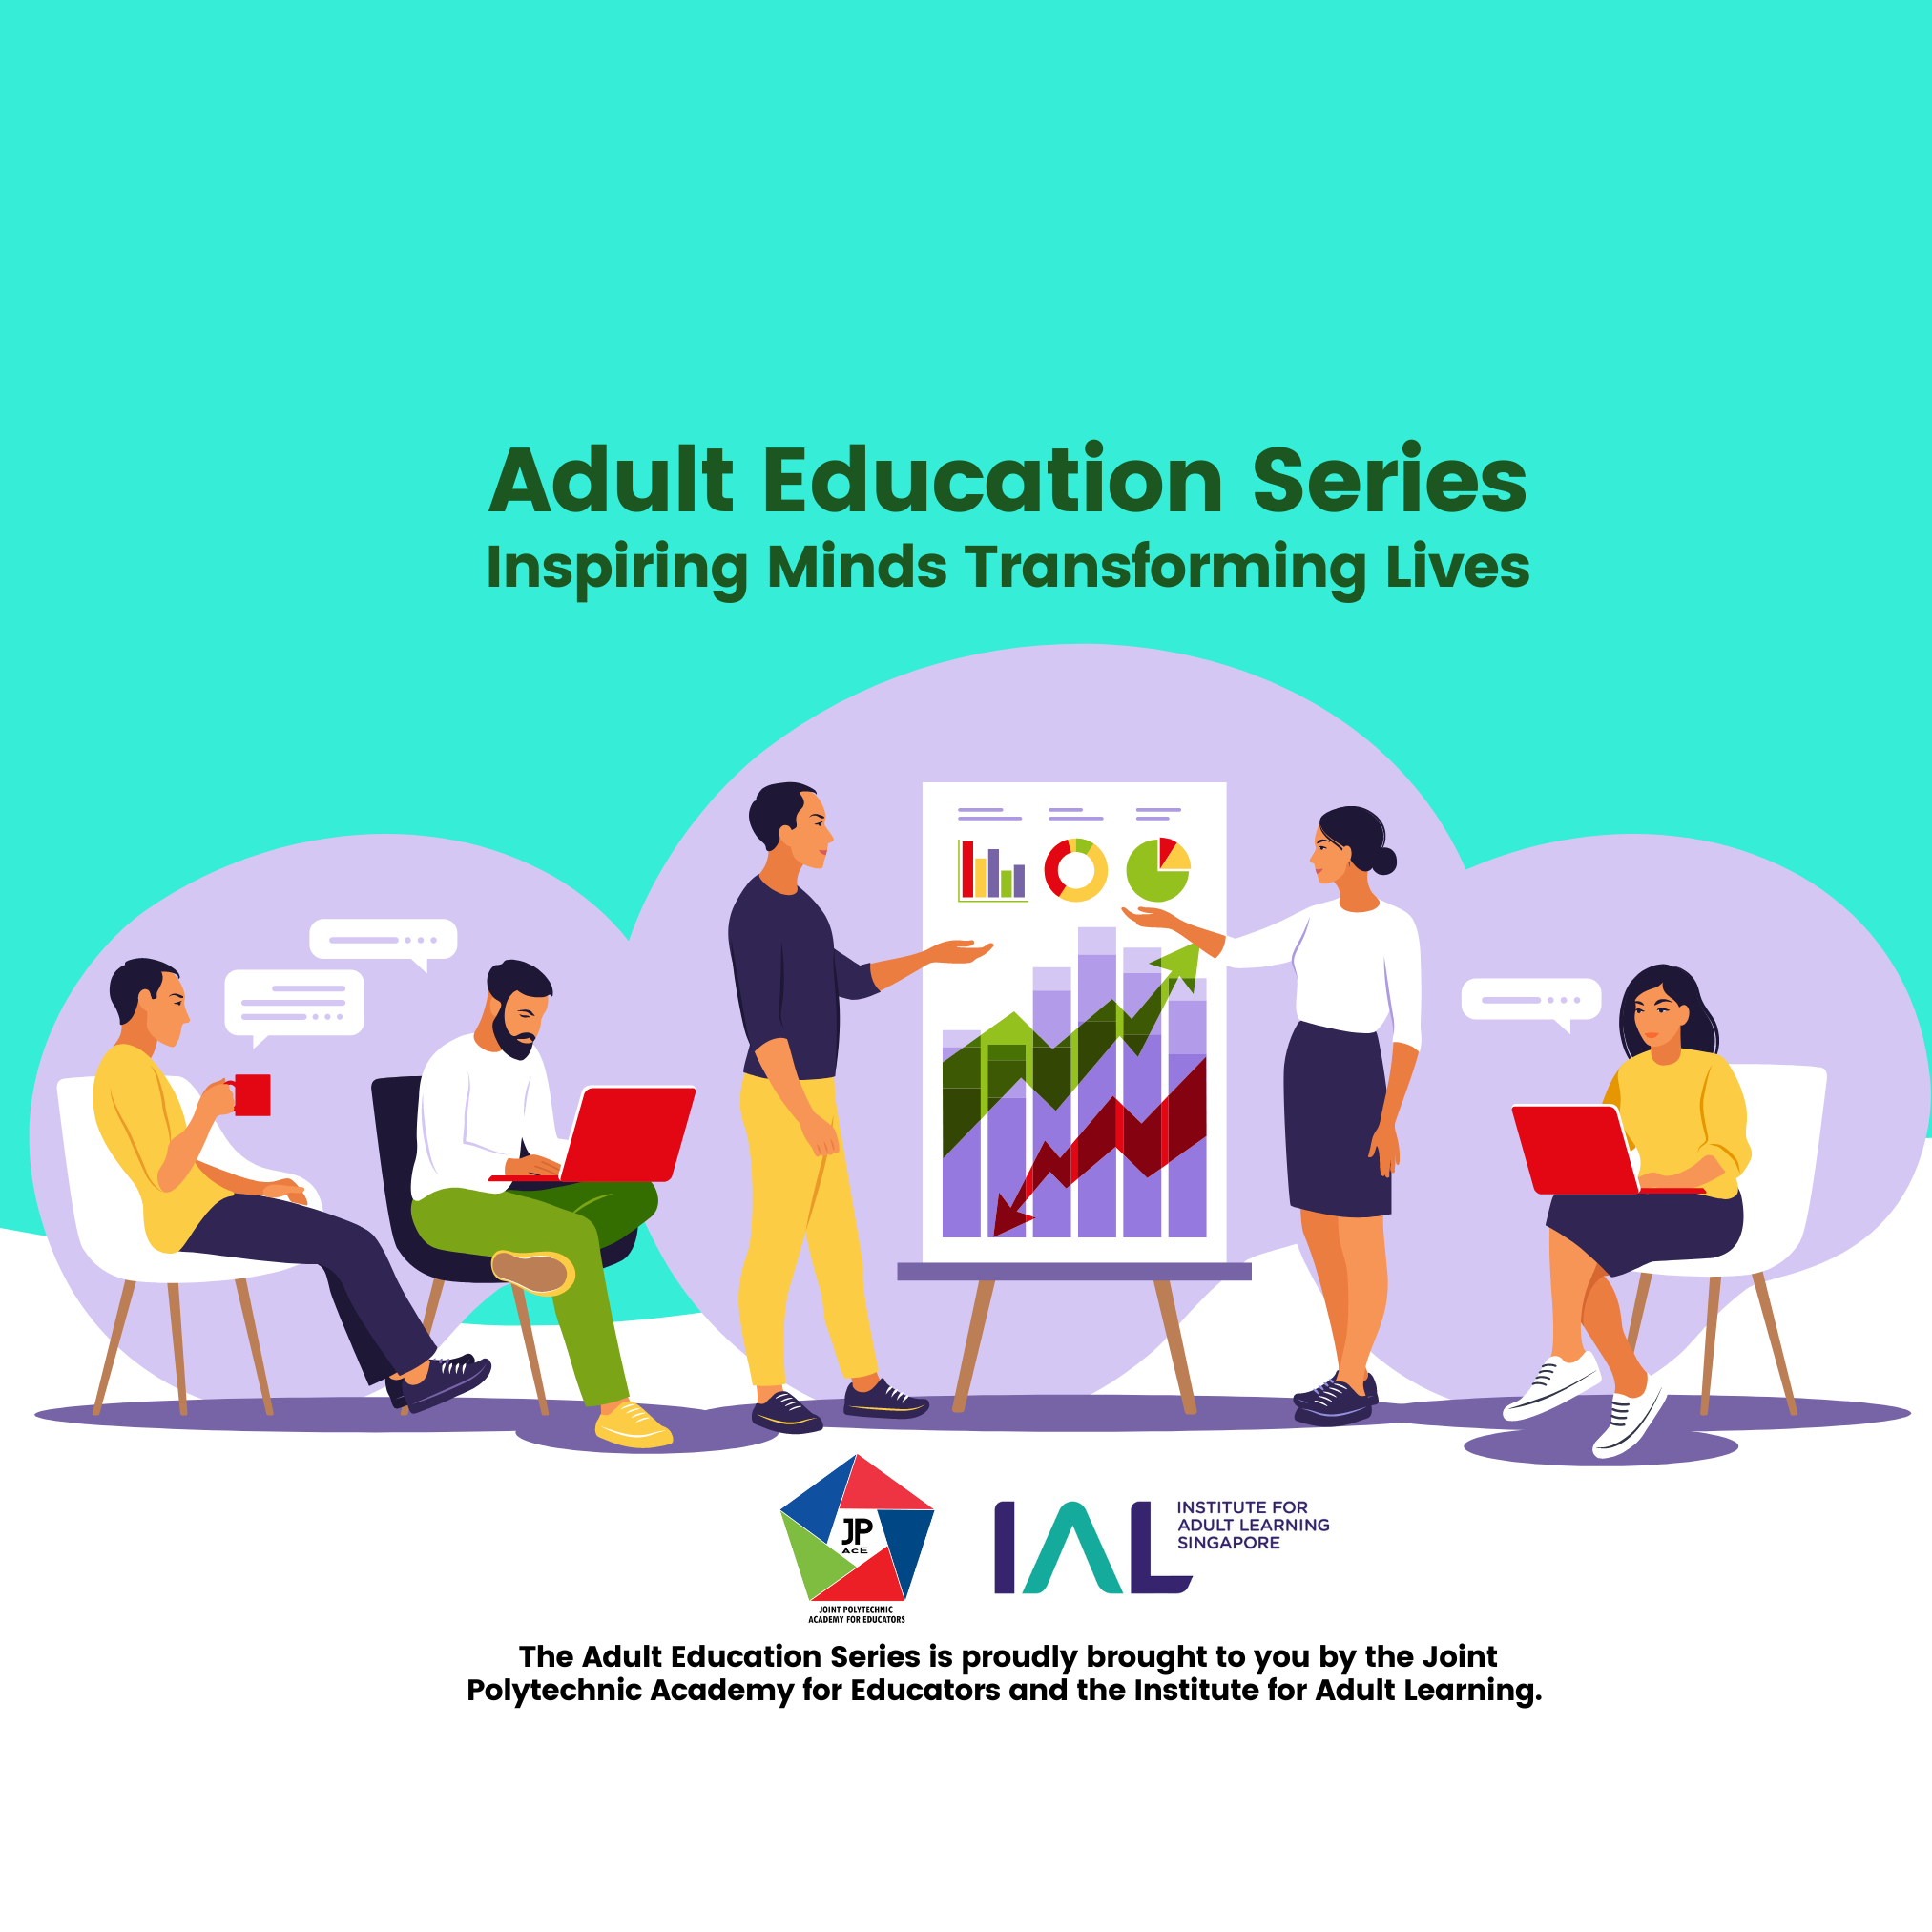 Adult Education Series
Inspiring Minds Transforming Lives
JP
AcE
JOINT POLYTECHNIC
ACADEMY FOR EDUCATORS
IAL
INSTITUTE FOR
ADULT LEARNING
SINGAPORE
The Adult Education Series is proudly brought to you by the Joint
Polytechnic Academy for Educators and the Institute for Adult Learning.